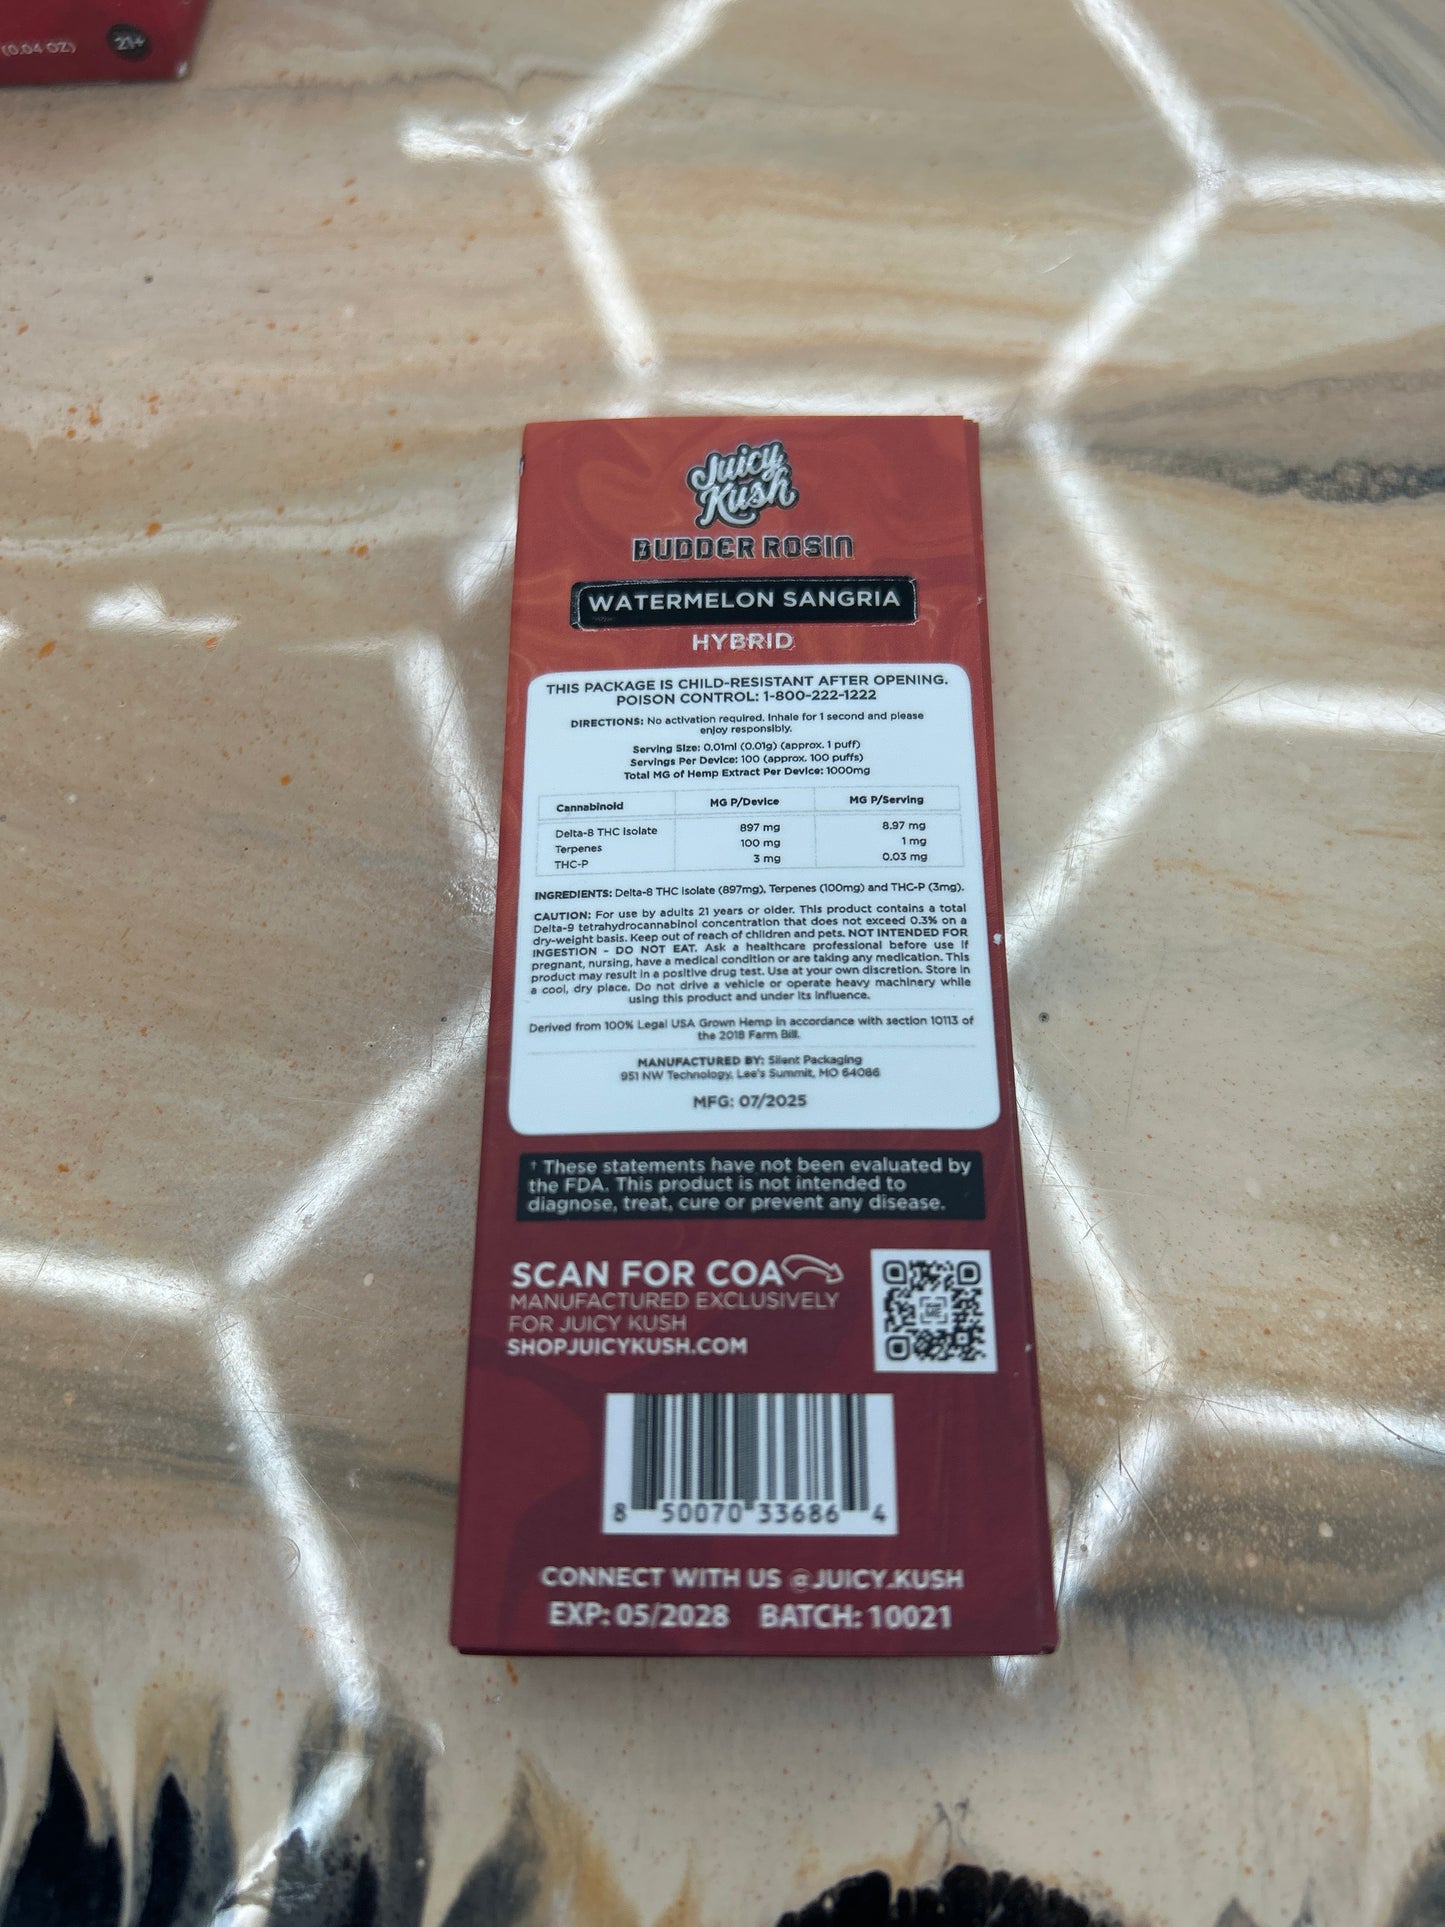 (0.04 OZ) 21+
Juicy
Kush
BUDDER ROSIN
WATERMELON SANGRIA
HYBRID
THIS PACKAGE IS CHILD-RESISTANT AFTER OPENING.
POISON CONTROL: 1-800-222-1222
DIRECTIONS: No activation required. Inhale for 1 second and please
enjoy responsibly.
Serving Size: 0.01ml (0.01g) (approx. 1 puff)
Servings Per Device: 100 (approx. 100 puffs)
Total MG of Hemp Extract Per Device: 1000mg
Cannabinoid MG P/Device MG P/Serving
Delta-8 THC Isolate 897 mg 8.97 mg
Terpenes 100 mg 1 mg
THC-P 3 mg 0.03 mg
INGREDIENTS: Delta-8 THC Isolate (897mg), Terpenes (100mg) and THC-P (3mg).
CAUTION: For use by adults 21 years or older. This product contains a total
Delta-9 tetrahydrocannabinol concentration that does not exceed 0.3% on a
dry-weight basis. Keep out of reach of children and pets. NOT INTENDED FOR
INGESTION - DO NOT EAT. Ask a healthcare professional before use if
pregnant, nursing, have a medical condition or are taking any medication. This
product may result in a positive drug test. Use at your own discretion. Store in
a cool, dry place. Do not drive a vehicle or operate heavy machinery while
using this product and under its influence.
Derived from 100% Legal USA Grown Hemp in accordance with section 10113 of
the 2018 Farm Bill.
MANUFACTURED BY: Silent Packaging
951 NW Technology, Lee's Summit, MO 64086
MFG: 07/2025
† These statements have not been evaluated by
the FDA. This product is not intended to
diagnose, treat, cure or prevent any disease.
SCAN FOR COA
MANUFACTURED EXCLUSIVELY
FOR JUICY KUSH
SHOPJUICYKUSH.COM
8 50070 33686 4
CONNECT WITH US @JUICY_KUSH
EXP: 05/2028 BATCH: 10021